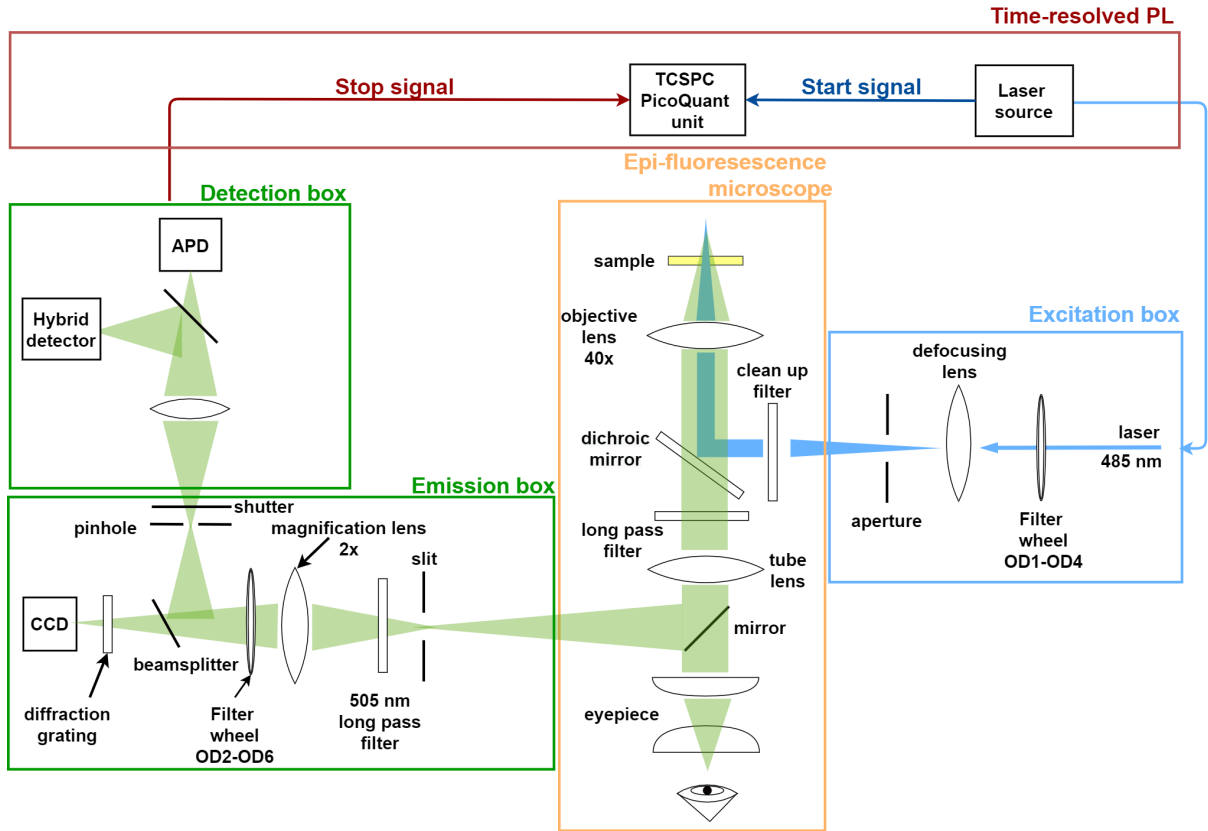 Time-resolved PL
Stop signal
TCSPC
PicoQuant
unit
Start signal
Laser
source
Detection box
APD
Hybrid
detector
Epi-fluoresescence
microscope
sample
objective
lens
40x
clean up
filter
dichroic
mirror
long pass
filter
tube
lens
mirror
eyepiece
Excitation box
defocusing
lens
laser
485 nm
aperture
Filter
wheel
OD1-OD4
Emission box
shutter
pinhole
magnification lens
2x
slit
CCD
beamsplitter
diffraction
grating
Filter
wheel
OD2-OD6
505 nm
long pass
filter